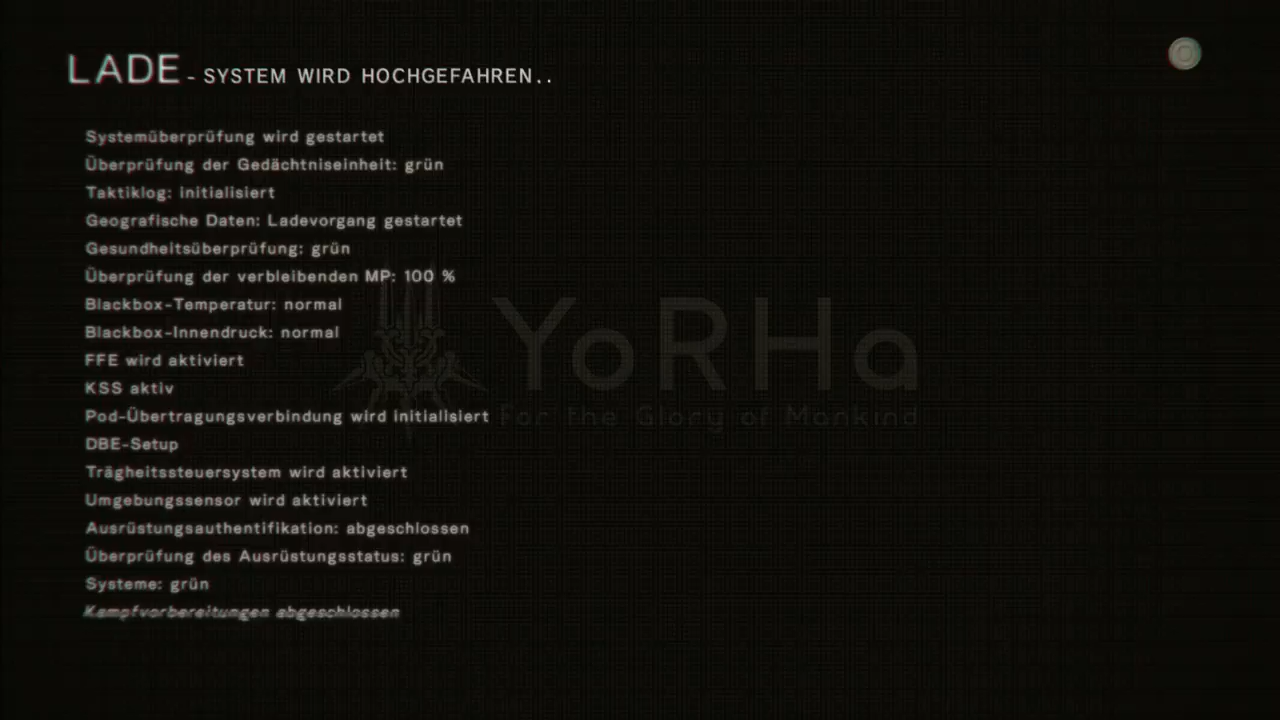 LADE - SYSTEM WIRD HOCHGEFAHREN..
Systemüberprüfung wird gestartet
Überprüfung der Gedächtniseinheit: grün
Taktiklog: initialisiert
Geografische Daten: Ladevorgang gestartet
Gesundheitsüberprüfung: grün
Überprüfung der verbleibenden MP: 100 %
Blackbox-Temperatur: normal
Blackbox-Innendruck: normal
FFE wird aktiviert
KSS aktiv
Pod-Übertragungsverbindung wird initialisiert
DBE-Setup
Trägheitssteuersystem wird aktiviert
Umgebungssensor wird aktiviert
Ausrüstungsauthentifikation: abgeschlossen
Überprüfung des Ausrüstungsstatus: grün
Systeme: grün
Kampfvorbereitungen abgeschlossen
YoRHa
For the Glory of Mankind